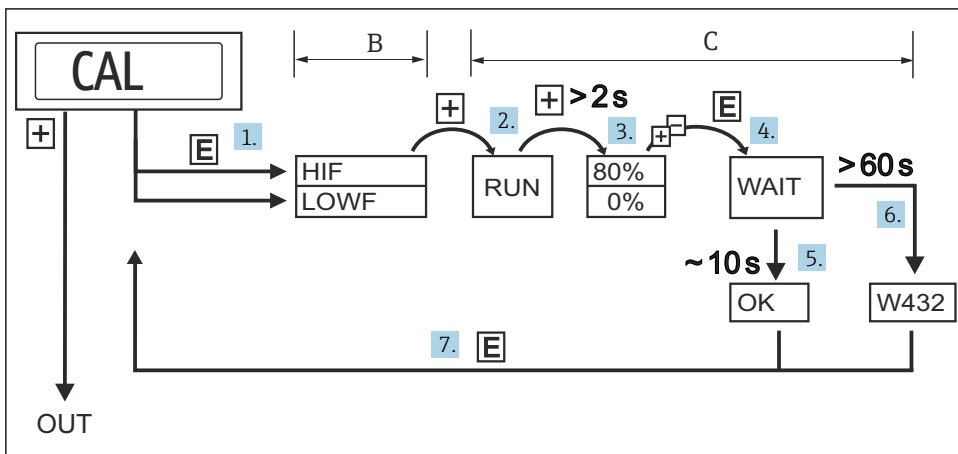 CAL
B
C
+
E
1.
HIF
LOWF
+
2.
RUN
+ >2s
3.
80%
0%
+ −
E
4.
WAIT
>60s
6.
~10s
5.
OK
W432
7.
E
OUT